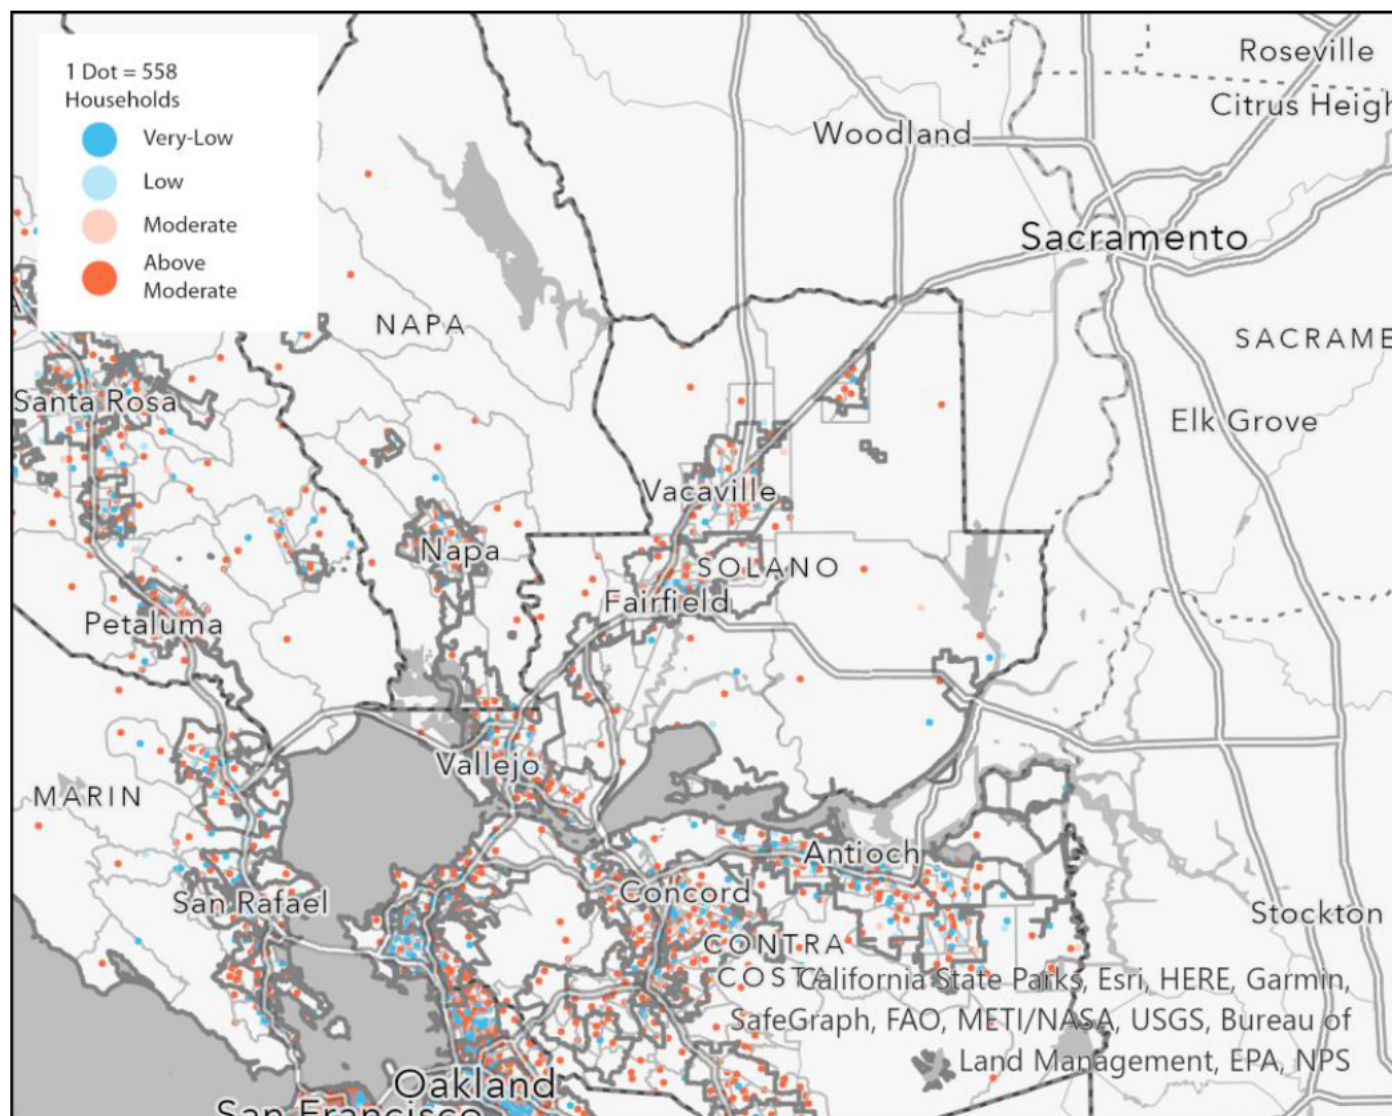 1 Dot = 558
Households
Very-Low
Low
Moderate
Above
Moderate
Roseville
Citrus Heigh
Woodland
Sacramento
NAPA
SACRAME
Santa Rosa
Elk Grove
Vacaville
Napa
SOLANO
Fairfield
Petaluma
Vallejo
MARIN
Antioch
Concord
San Rafael
Stockton
CONTRA
COSTA
California State Parks, Esri, HERE, Garmin,
SafeGraph, FAO, METI/NASA, USGS, Bureau of
Land Management, EPA, NPS
Oakland
San Francisco